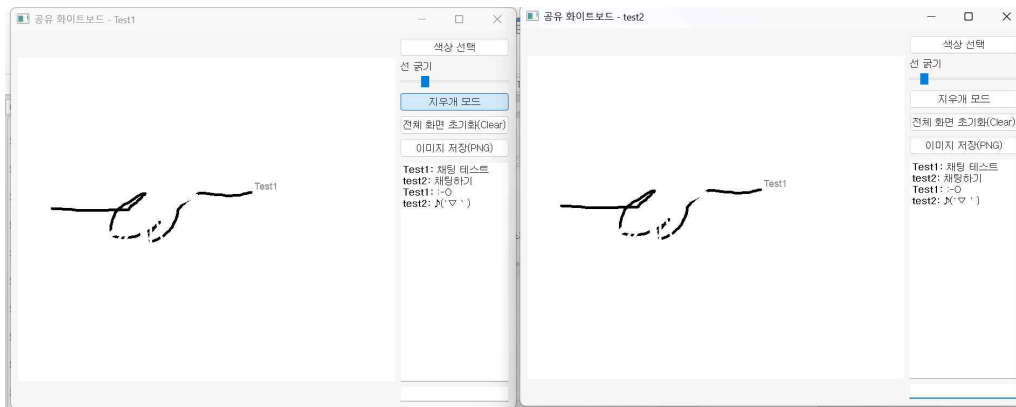 공유 화이트보드 - Test1
색상 선택
선 굵기
지우개 모드
전체 화면 초기화(Clear)
이미지 저장(PNG)
Test1: 채팅 테스트
test2: 채팅하기
Test1: :-O
test2: ♪(´▽｀)
Test1
공유 화이트보드 - test2
색상 선택
선 굵기
지우개 모드
전체 화면 초기화(Clear)
이미지 저장(PNG)
Test1: 채팅 테스트
test2: 채팅하기
Test1: :-O
test2: ♪(´▽｀)
Test1